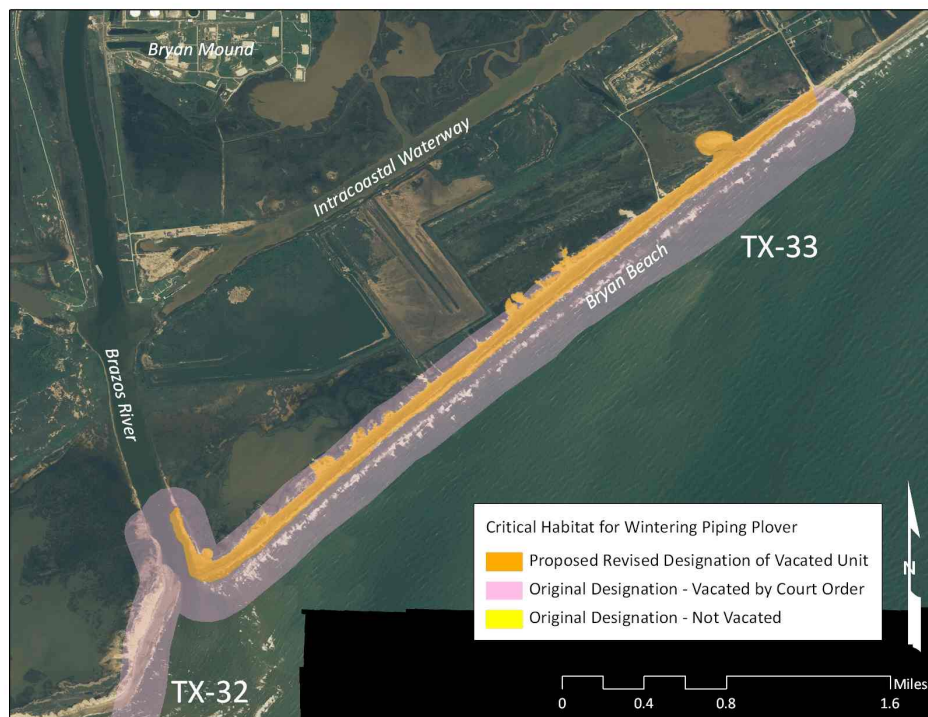 Bryan Mound
Intracoastal Waterway
TX-33
Bryan Beach
Brazos River
Critical Habitat for Wintering Piping Plover
Proposed Revised Designation of Vacated Unit
Original Designation - Vacated by Court Order
Original Designation - Not Vacated
N
TX-32
Miles
0 0.4 0.8 1.6